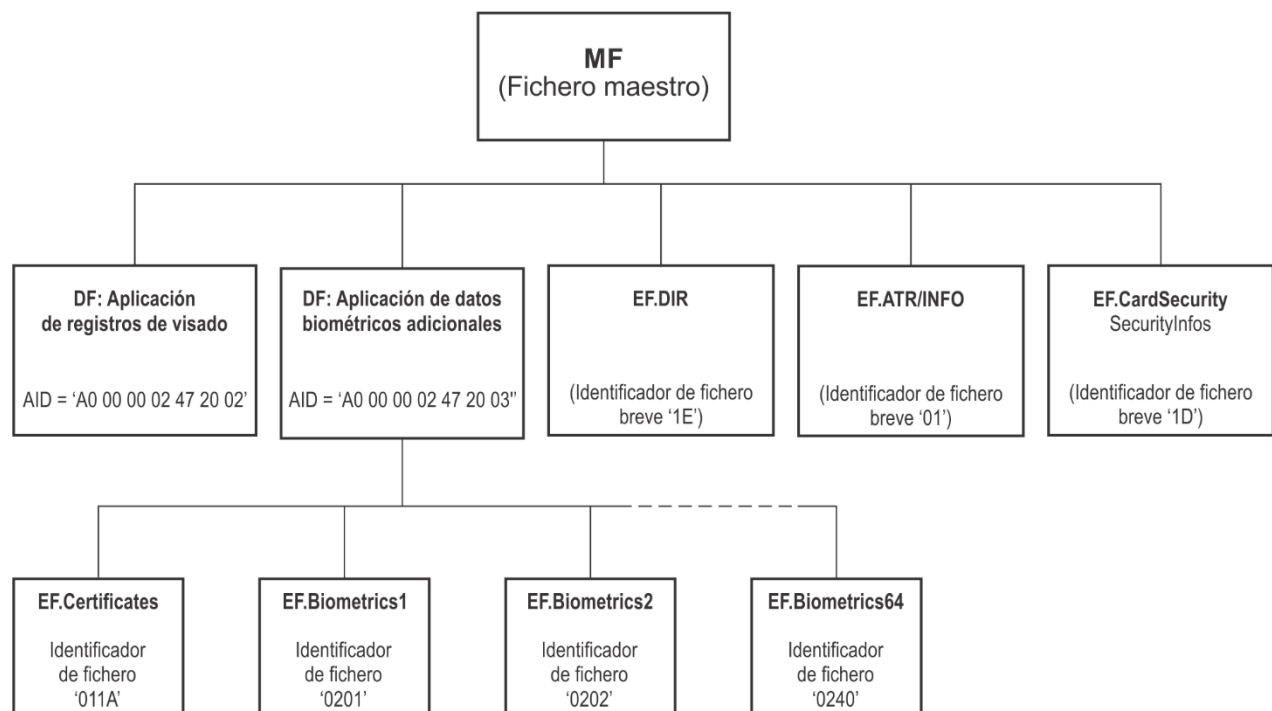 MF
(Fichero maestro)
DF: Aplicación
de registros de visado
AID = ‘A0 00 00 02 47 20 02’
DF: Aplicación de datos
biométricos adicionales
AID = ‘A0 00 00 02 47 20 03"
EF.DIR
(Identificador de fichero
breve ‘1E’)
EF.ATR/INFO
(Identificador de fichero
breve ‘01’)
EF.CardSecurity
SecurityInfos
(Identificador de fichero
breve ‘1D’)
EF.Certificates
Identificador
de fichero
‘011A’
EF.Biometrics1
Identificador
de fichero
‘0201’
EF.Biometrics2
Identificador
de fichero
‘0202’
EF.Biometrics64
Identificador
de fichero
‘0240’